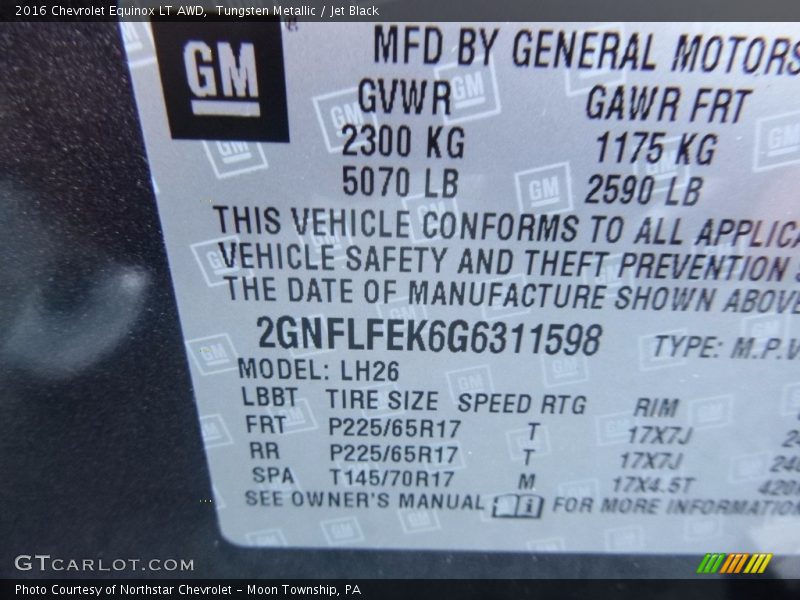 2016 Chevrolet Equinox LT AWD, Tungsten Metallic / Jet Black
GM
MFD BY GENERAL MOTORS
GVWR GAWR FRT
2300 KG 1175 KG
5070 LB 2590 LB
THIS VEHICLE CONFORMS TO ALL
VEHICLE SAFETY AND THEFT PREVENTION
THE DATE OF MANUFACTURE SHOWN ABOVE
2GNFLFEK6G6311598 TYPE: M.P.V
MODEL: LH26
LBBT TIRE SIZE SPEED RTG RIM
FRT P225/65R17 T 17X7J
RR P225/65R17 T 17X7J
SPA T145/70R17 M 17X4.5T
SEE OWNER'S MANUAL FOR MORE INFORMATION
GTCARLOT.COM
Photo Courtesy of Northstar Chevrolet - Moon Township, PA